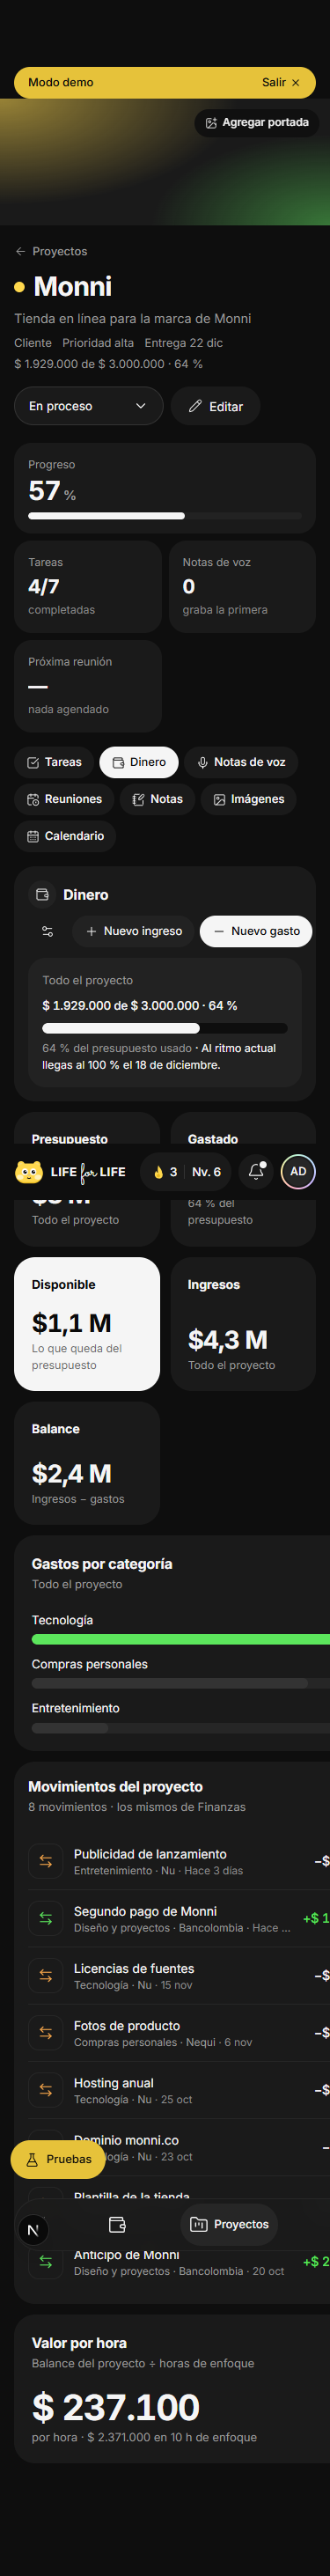 Modo demo
Salir
Agregar portada
Proyectos
Monni
Tienda en línea para la marca de Monni
Cliente Prioridad alta Entrega 22 dic
$ 1.929.000 de $ 3.000.000 · 64 %
En proceso
Editar
Progreso
57 %
Tareas
4/7
completadas
Notas de voz
0
graba la primera
Próxima reunión
—
nada agendado
Tareas
Dinero
Notas de voz
Reuniones
Notas
Imágenes
Calendario
Dinero
Nuevo ingreso
Nuevo gasto
Todo el proyecto
$ 1.929.000 de $ 3.000.000 · 64 %
64 % del presupuesto usado · Al ritmo actual
llegas al 100 % el 18 de diciembre.
Presupuesto
Gastado
LIFE for LIFE
3
Nv. 6
AD
Todo el proyecto
64 % del
presupuesto
Disponible
$1,1 M
Lo que queda del
presupuesto
Ingresos
$4,3 M
Todo el proyecto
Balance
$2,4 M
Ingresos − gastos
Gastos por categoría
Todo el proyecto
Tecnología
Compras personales
Entretenimiento
Movimientos del proyecto
8 movimientos · los mismos de Finanzas
Publicidad de lanzamiento
Entretenimiento · Nu · Hace 3 días
−$
Segundo pago de Monni
Diseño y proyectos · Bancolombia · Hace ...
+$ 1
Licencias de fuentes
Tecnología · Nu · 15 nov
−$
Fotos de producto
Compras personales · Nequi · 6 nov
−$
Hosting anual
Tecnología · Nu · 25 oct
−$
Dominio monni.co
· Nu · 23 oct
−
Pruebas
Plantilla de la tienda
N
Proyectos
Anticipo de Monni
Diseño y proyectos · Bancolombia · 20 oct
+$ 2
Valor por hora
Balance del proyecto ÷ horas de enfoque
$ 237.100
por hora · $ 2.371.000 en 10 h de enfoque